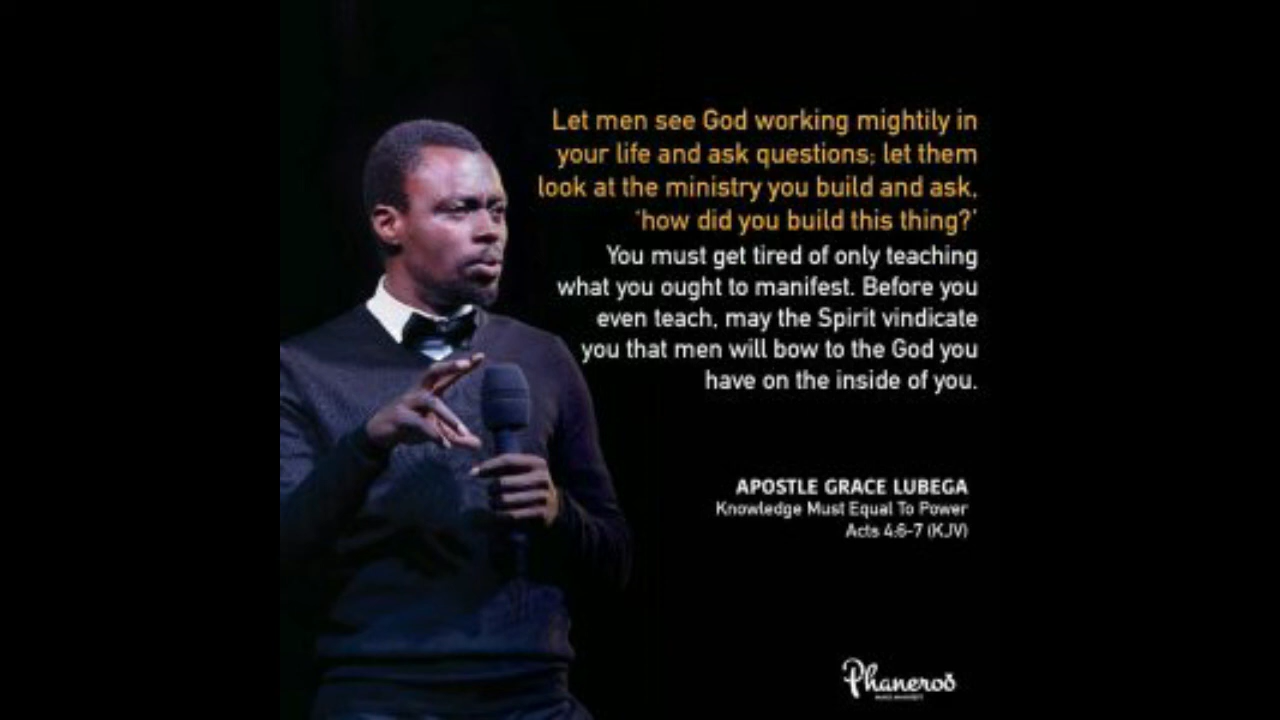 Let men see God working mightily in
your life and ask questions; let them
look at the ministry you build and ask,
'how did you build this thing?'
You must get tired of only teaching
what you ought to manifest. Before you
even teach, may the Spirit vindicate
you that men will bow to the God you
have on the inside of you.
APOSTLE GRACE LUBEGA
Knowledge Must Equal To Power
Acts 4:6-7 (KJV)
Phaneroo